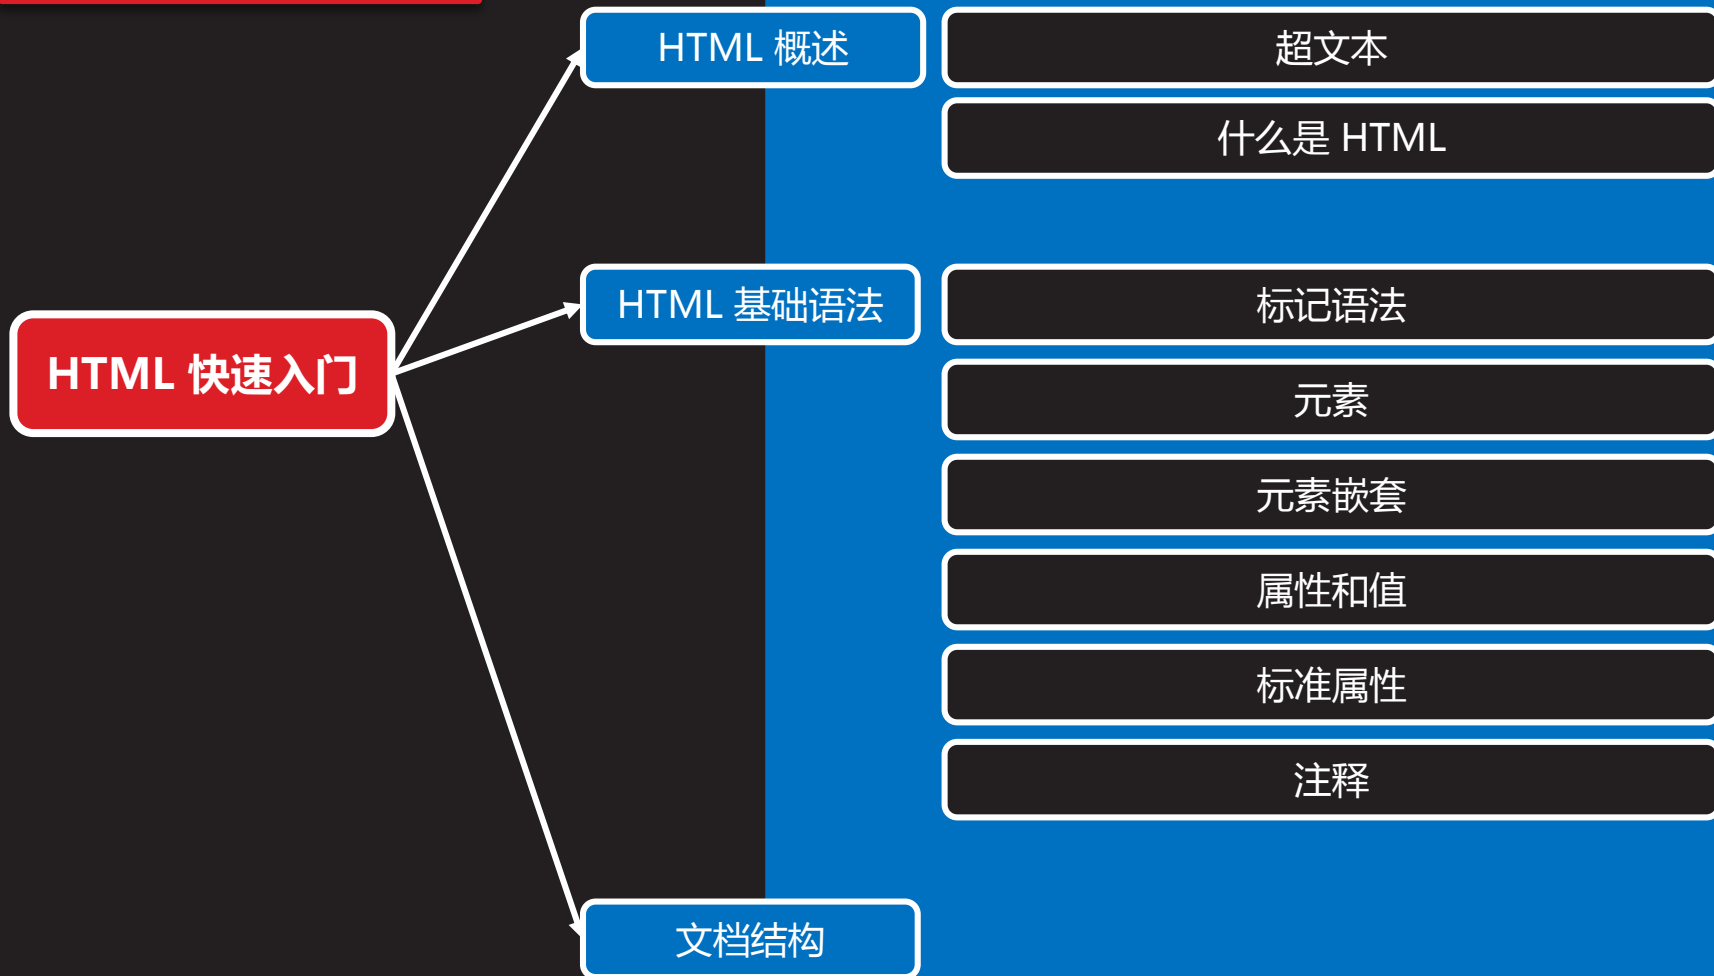 HTML 概述
超文本
什么是 HTML
HTML 基础语法
标记语法
HTML 快速入门
元素
元素嵌套
属性和值
标准属性
注释
文档结构